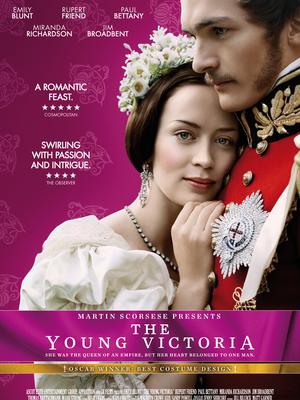 EMILY BLUNT
RUPERT FRIEND
PAUL BETTANY
MIRANDA RICHARDSON
JIM BROADBENT
A ROMANTIC
FEAST.
★★★★★
COSMOPOLITAN
SWIRLING
WITH PASSION
AND INTRIGUE.
★★★★
THE OBSERVER
MARTIN SCORSESE PRESENTS
THE
YOUNG VICTORIA
SHE WAS THE QUEEN OF AN EMPIRE, BUT HER HEART BELONGED TO ONE MAN.
OSCAR WINNER: BEST COSTUME DESIGN